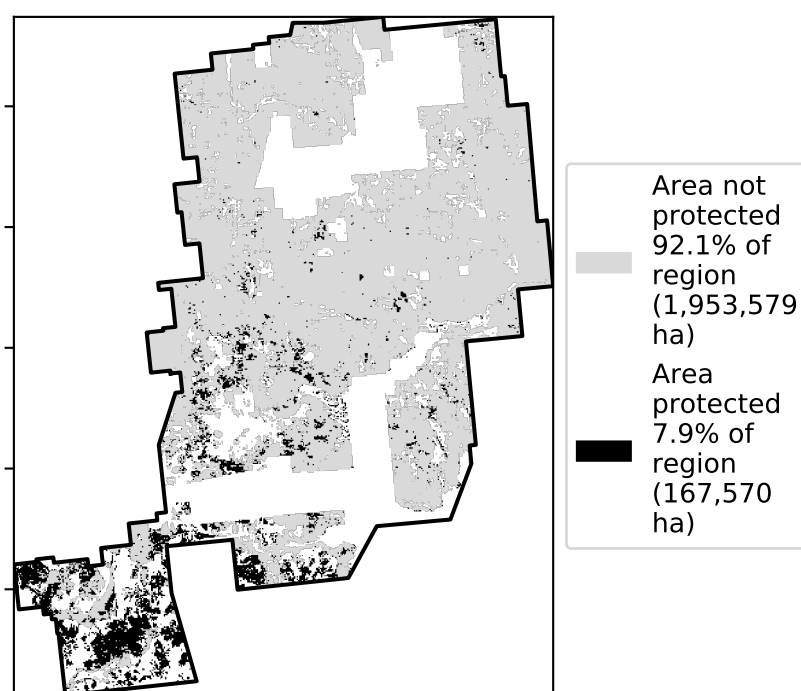 Area not
protected
92.1% of
region
(1,953,579
ha)
Area
protected
7.9% of
region
(167,570
ha)